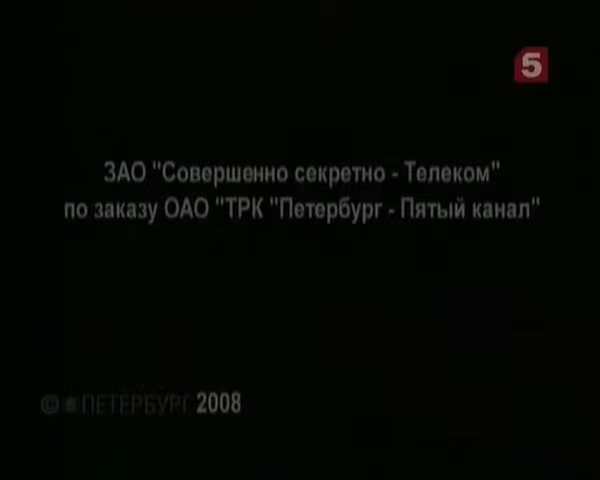 5
ЗАО "Совершенно секретно - Телеком"
по заказу ОАО "ТРК "Петербург - Пятый канал"
© ПЕТЕРБУРГ 2008